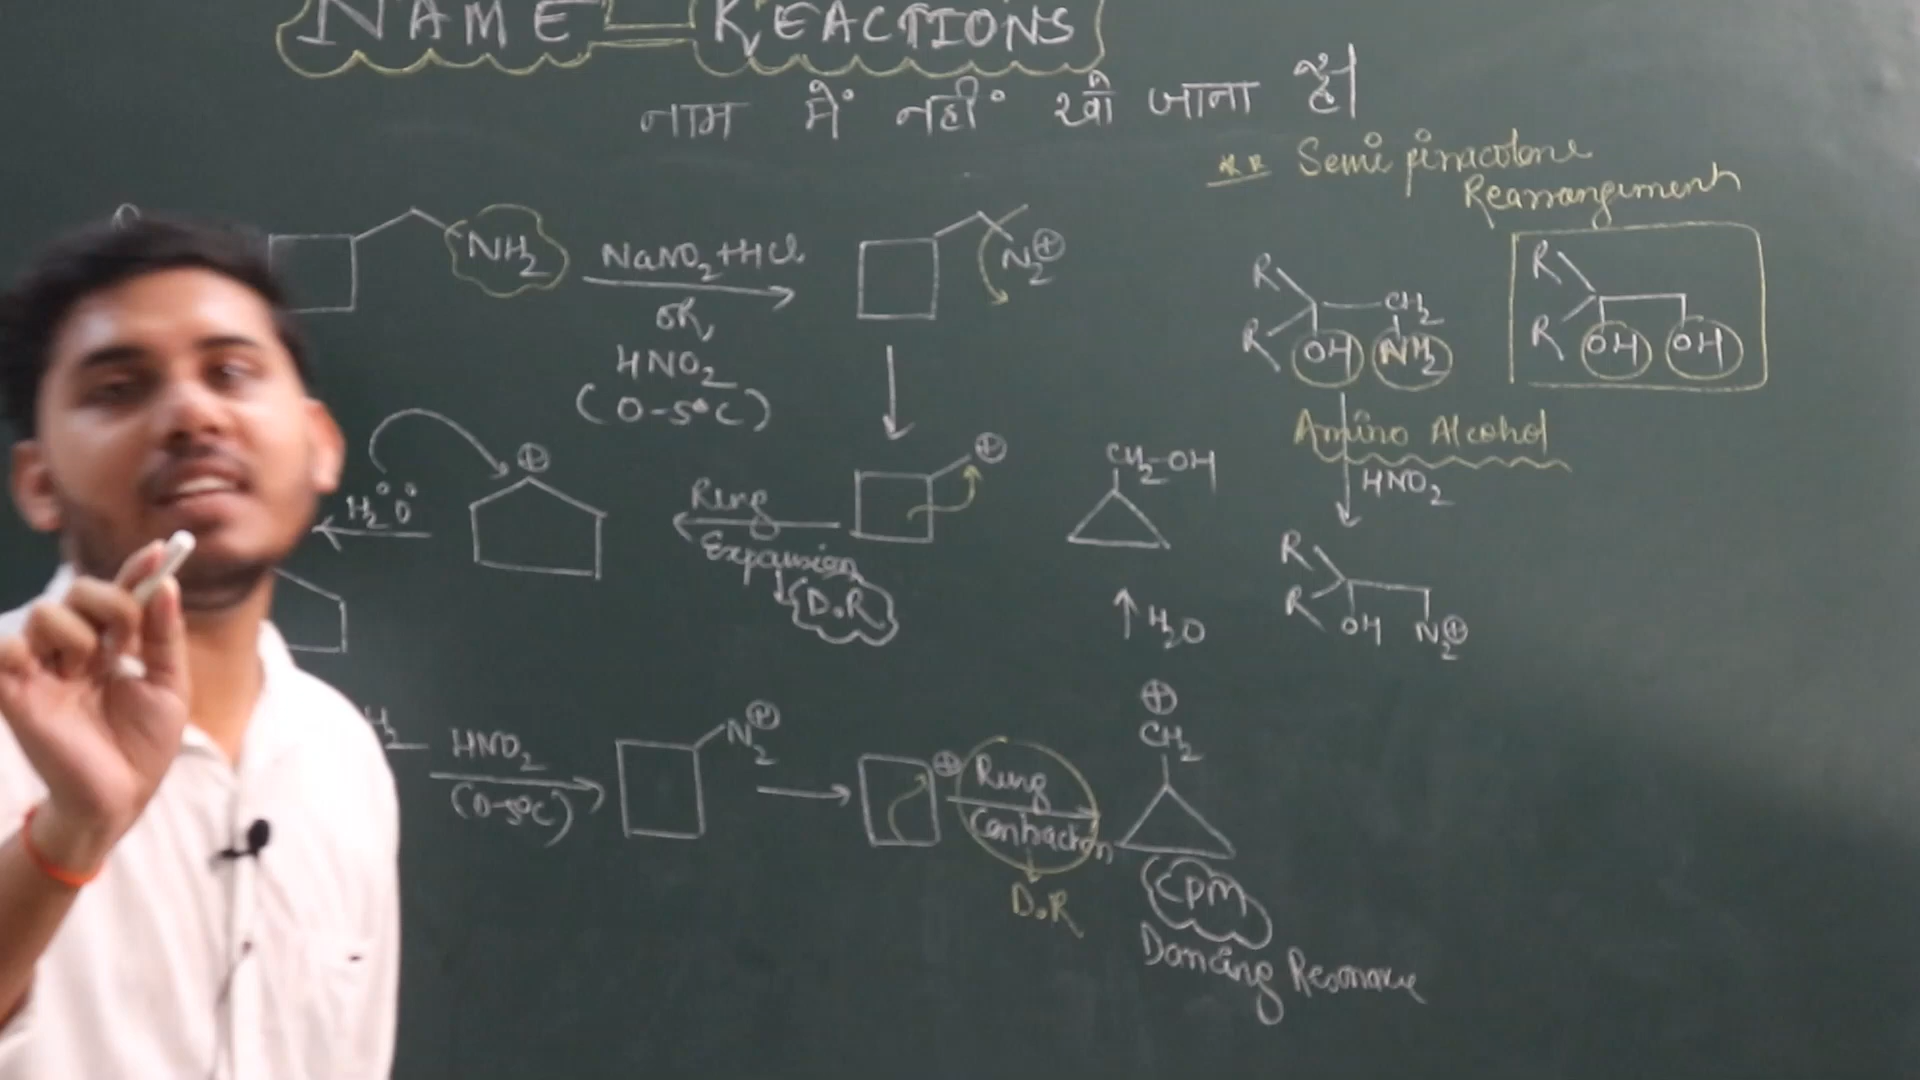 NAME REACTIONS
नाम में नहीं खो जाना है।
** Semi pinacolone
Rearrangement
NH2
NaNO2+HCl
OR,
HNO2
(0-5°C)
N2⊕
R
R
OH
CH2
NH2
R
R
OH
OH
Amino Alcohol
HNO2
R
R
OH
N2⊕
H2O
⊕
Ring
Expansion
D.R
⊕
CH2-OH
H2O
⊕
CH2
H2
HNO2
(0-5°C)
N2⊕
⊕
Ring
Contraction
D.R
CPM
Dancing Resonance